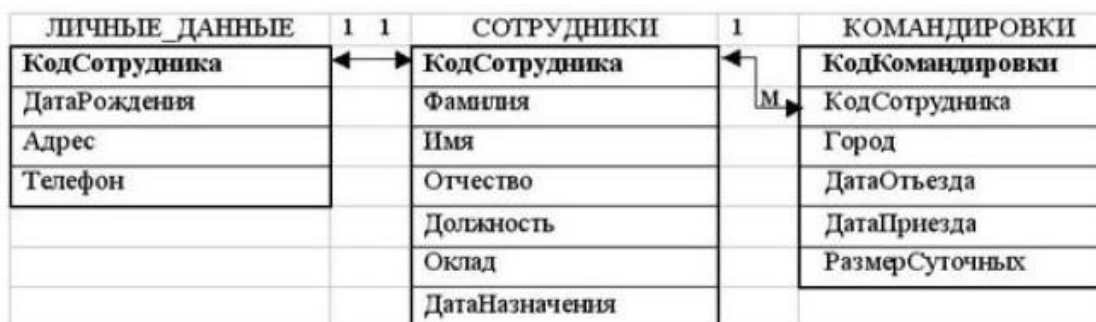 ЛИЧНЫЕ_ДАННЫЕ 1 1 СОТРУДНИКИ 1 КОМАНДИРОВКИ
КодСотрудника КодСотрудника КодКомандировки
ДатаРождения Фамилия М КодСотрудника
Адрес Имя Город
Телефон Отчество ДатаОтъезда
Должность ДатаПриезда
Оклад РазмерСуточных
ДатаНазначения